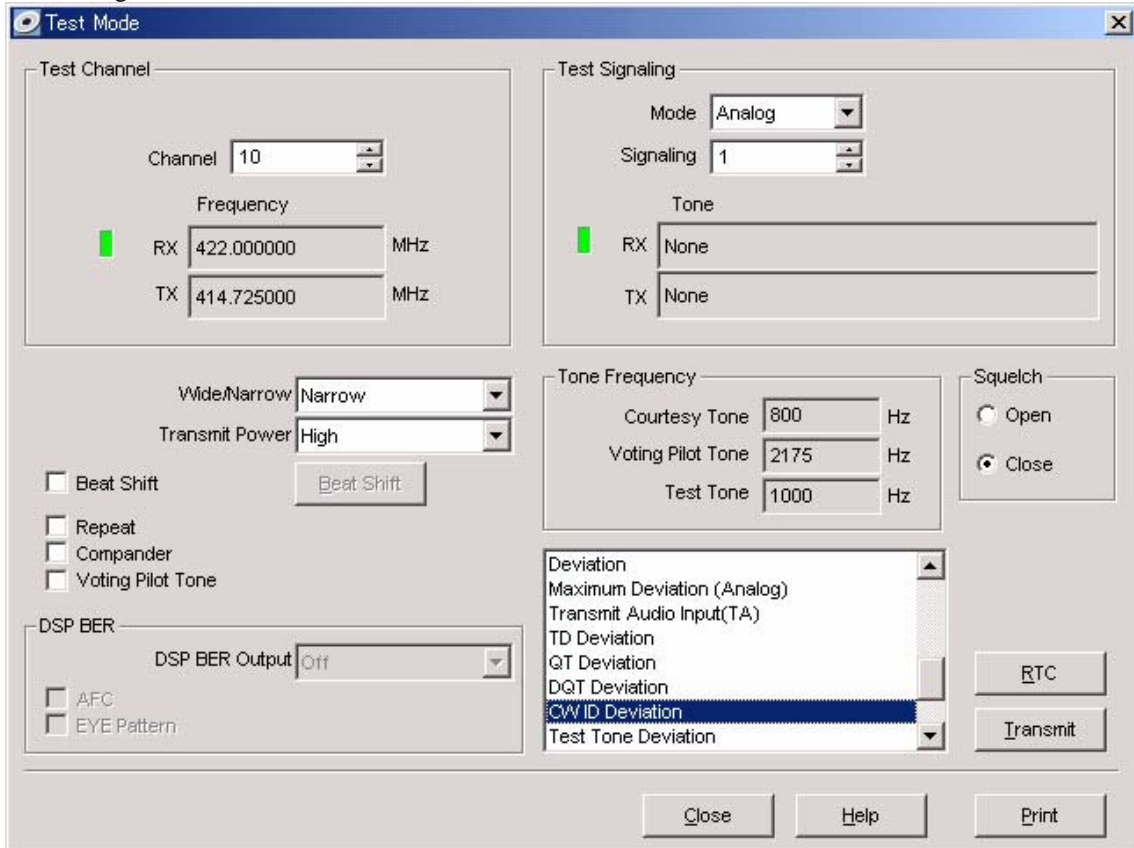 Test Mode
Test Channel
Channel 10
Frequency
RX 422.000000 MHz
TX 414.725000 MHz
Test Signaling
Mode Analog
Signaling 1
Tone
RX None
TX None
Wide/Narrow Narrow
Transmit Power High
Beat Shift Beat Shift
Repeat
Compander
Voting Pilot Tone
Tone Frequency
Courtesy Tone 800 Hz
Voting Pilot Tone 2175 Hz
Test Tone 1000 Hz
Squelch
Open
Close
DSP BER
DSP BER Output Off
AFC
EYE Pattern
Deviation
Maximum Deviation (Analog)
Transmit Audio Input(TA)
TD Deviation
QT Deviation
DQT Deviation
CW ID Deviation
Test Tone Deviation
RTC
Transmit
Close Help Print